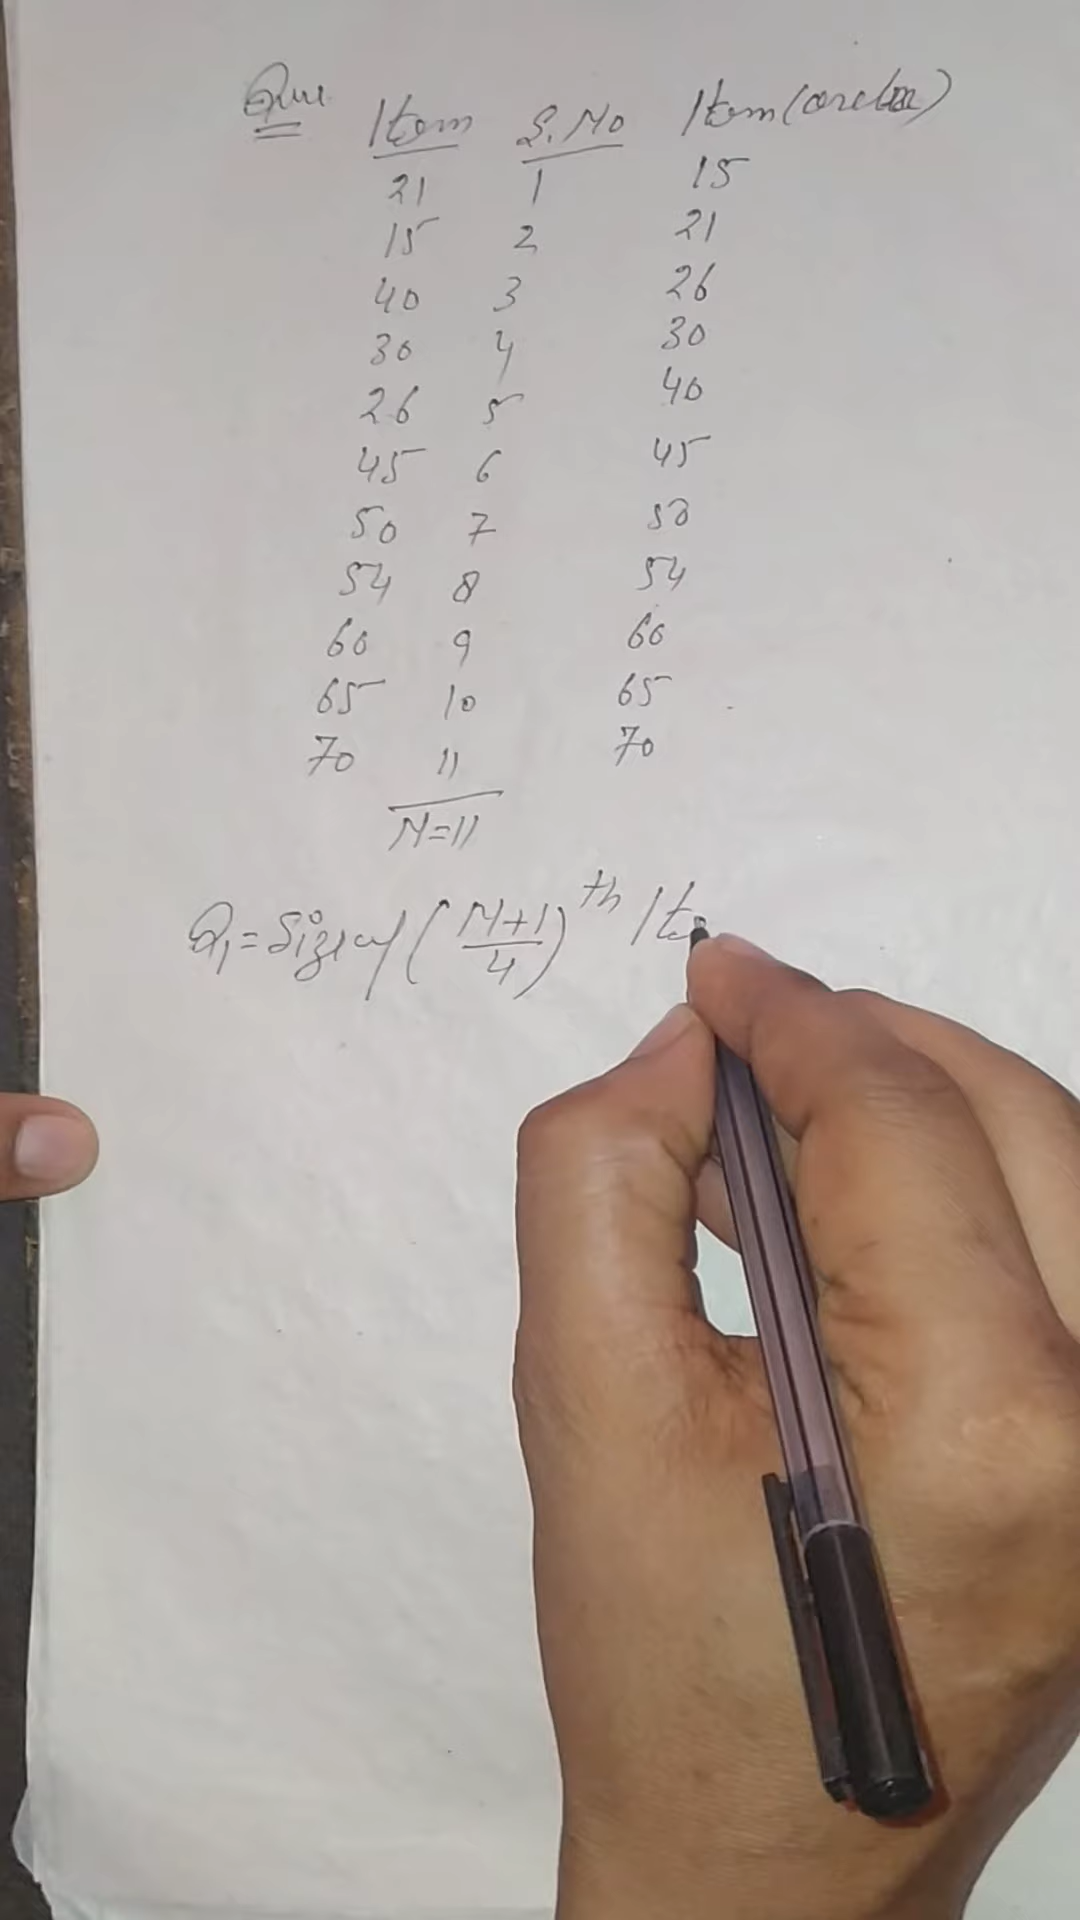 Que Item S.No Item (order)
21 1 15
15 2 21
40 3 26
30 4 30
26 5 40
45 6 45
50 7 50
54 8 54
60 9 60
65 10 65
70 11 70
N=11
Q₁ = Size of (N+1/4)th Ite